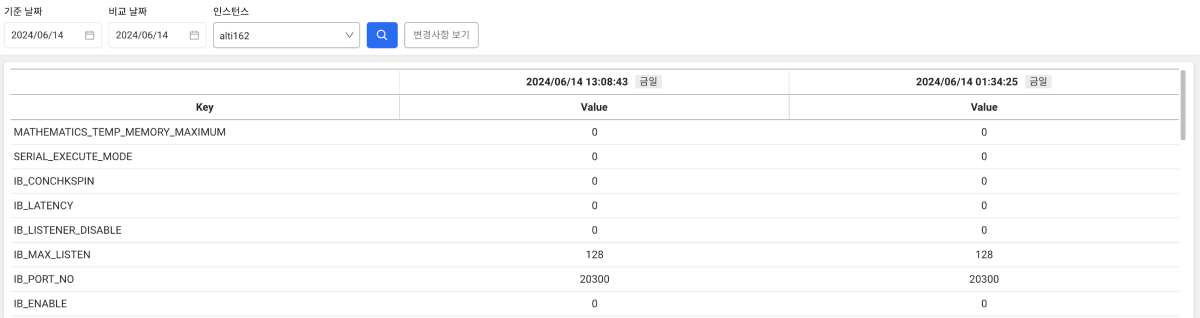 기준 날짜 비교 날짜 인스턴스
2024/06/14 2024/06/14 alti162 변경사항 보기
2024/06/14 13:08:43 금일 2024/06/14 01:34:25 금일
Key Value Value
MATHEMATICS_TEMP_MEMORY_MAXIMUM 0 0
SERIAL_EXECUTE_MODE 0 0
IB_CONCHKSPIN 0 0
IB_LATENCY 0 0
IB_LISTENER_DISABLE 0 0
IB_MAX_LISTEN 128 128
IB_PORT_NO 20300 20300
IB_ENABLE 0 0